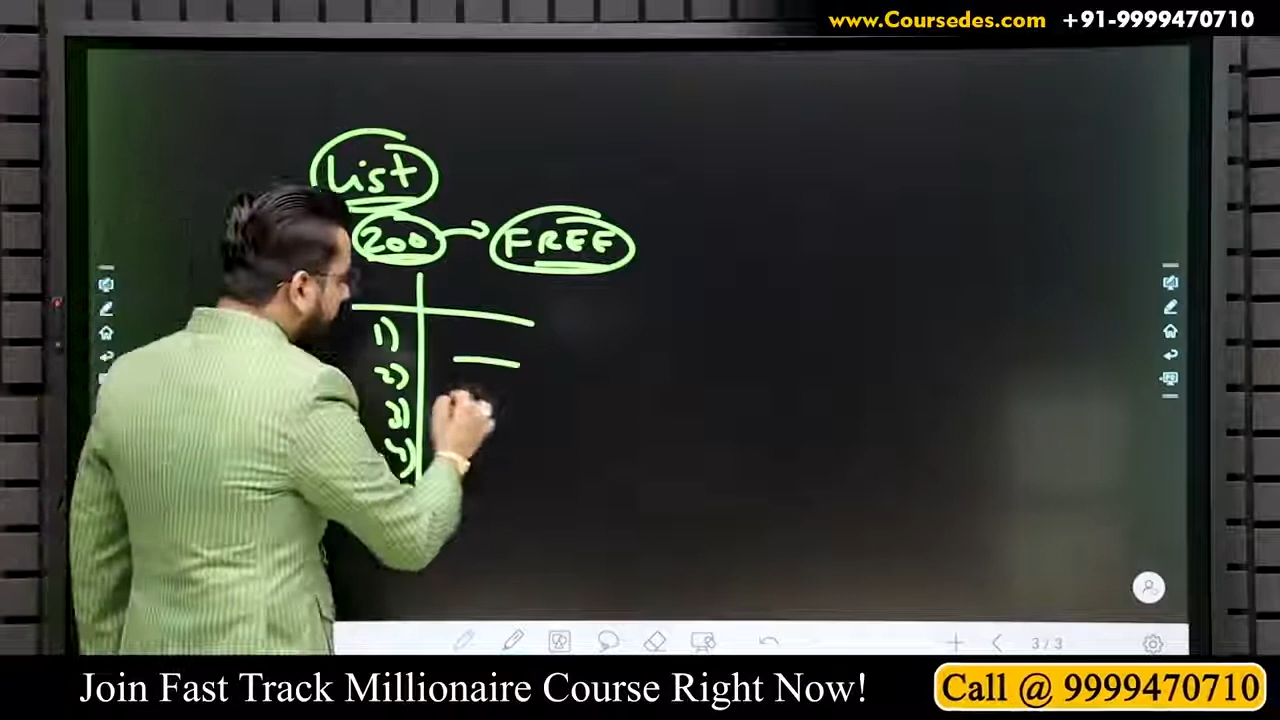 www.Coursedes.com +91-9999470710
List
200 → FREE
1)
2)
3)
3 / 3
Join Fast Track Millionaire Course Right Now!
Call @ 9999470710